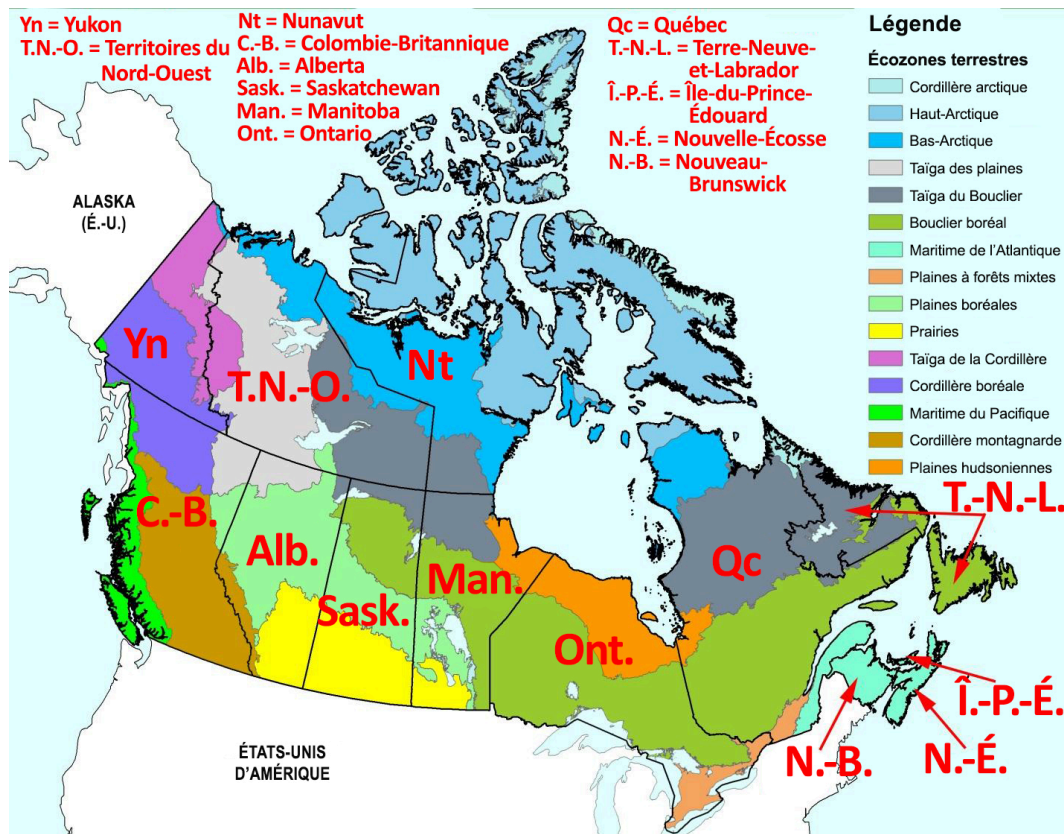 Yn = Yukon
T.N.-O. = Territoires du
Nord-Ouest
Nt = Nunavut
C.-B. = Colombie-Britannique
Alb. = Alberta
Sask. = Saskatchewan
Man. = Manitoba
Ont. = Ontario
Qc = Québec
T.-N.-L. = Terre-Neuve-
et-Labrador
Î.-P.-É. = Île-du-Prince-
Édouard
N.-É. = Nouvelle-Écosse
N.-B. = Nouveau-
Brunswick
Légende
Écozones terrestres
Cordillère arctique
Haut-Arctique
Bas-Arctique
Taïga des plaines
Taïga du Bouclier
Bouclier boréal
Maritime de l'Atlantique
Plaines à forêts mixtes
Plaines boréales
Prairies
Taïga de la Cordillère
Cordillère boréale
Maritime du Pacifique
Cordillère montagnarde
Plaines hudsoniennes
ALASKA
(É.-U.)
Yn
T.N.-O.
Nt
C.-B.
Alb.
Sask.
Man.
Ont.
Qc
T.-N.-L.
Î.-P.-É.
N.-B.
N.-É.
ÉTATS-UNIS
D'AMÉRIQUE